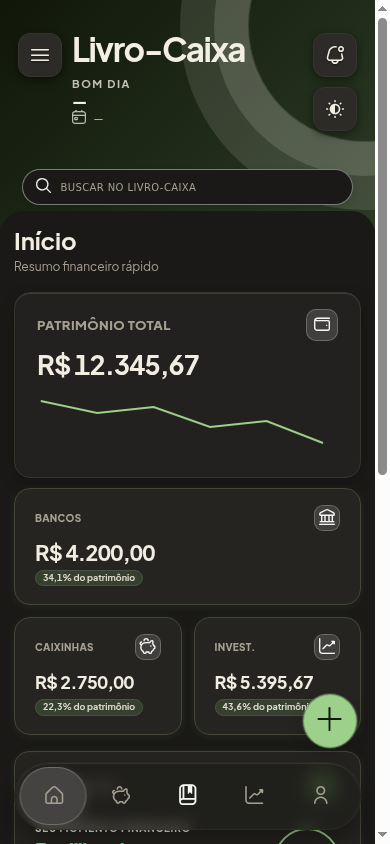 Livro-Caixa
BOM DIA
—
—
BUSCAR NO LIVRO-CAIXA
Início
Resumo financeiro rápido
PATRIMÔNIO TOTAL
R$ 12.345,67
BANCOS
R$ 4.200,00
34,1% do patrimônio
CAIXINHAS
R$ 2.750,00
22,3% do patrimônio
INVEST.
R$ 5.395,67
43,6% do patrimônio